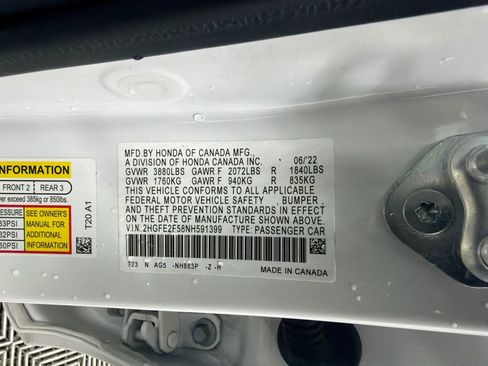 MFD.BY HONDA OF CANADA MFG.
A DIVISION OF HONDA CANADA INC. 06/'22
GVWR 3880LBS GAWR F 2072LBS R 1840LBS
GVWR 1760KG GAWR F 940KG R 835KG
THIS VEHICLE CONFORMS TO ALL APPLICABLE
FEDERAL MOTOR VEHICLE SAFETY BUMPER
AND THEFT PREVENTION STANDARDS IN EFFECT
ON THE DATE OF MANUFACTURE SHOWN ABOVE.
V.I.N: 2HGFE2F58NH591399 TYPE: PASSENGER CAR
T23 N AG5 -NH883P -Z -H
MADE IN CANADA
INFORMATION
FRONT 2 REAR 3
ver exceed 385kg or 850lbs.
SEE OWNER'S
MANUAL
FOR
ADDITIONAL
INFORMATION
T20 A1